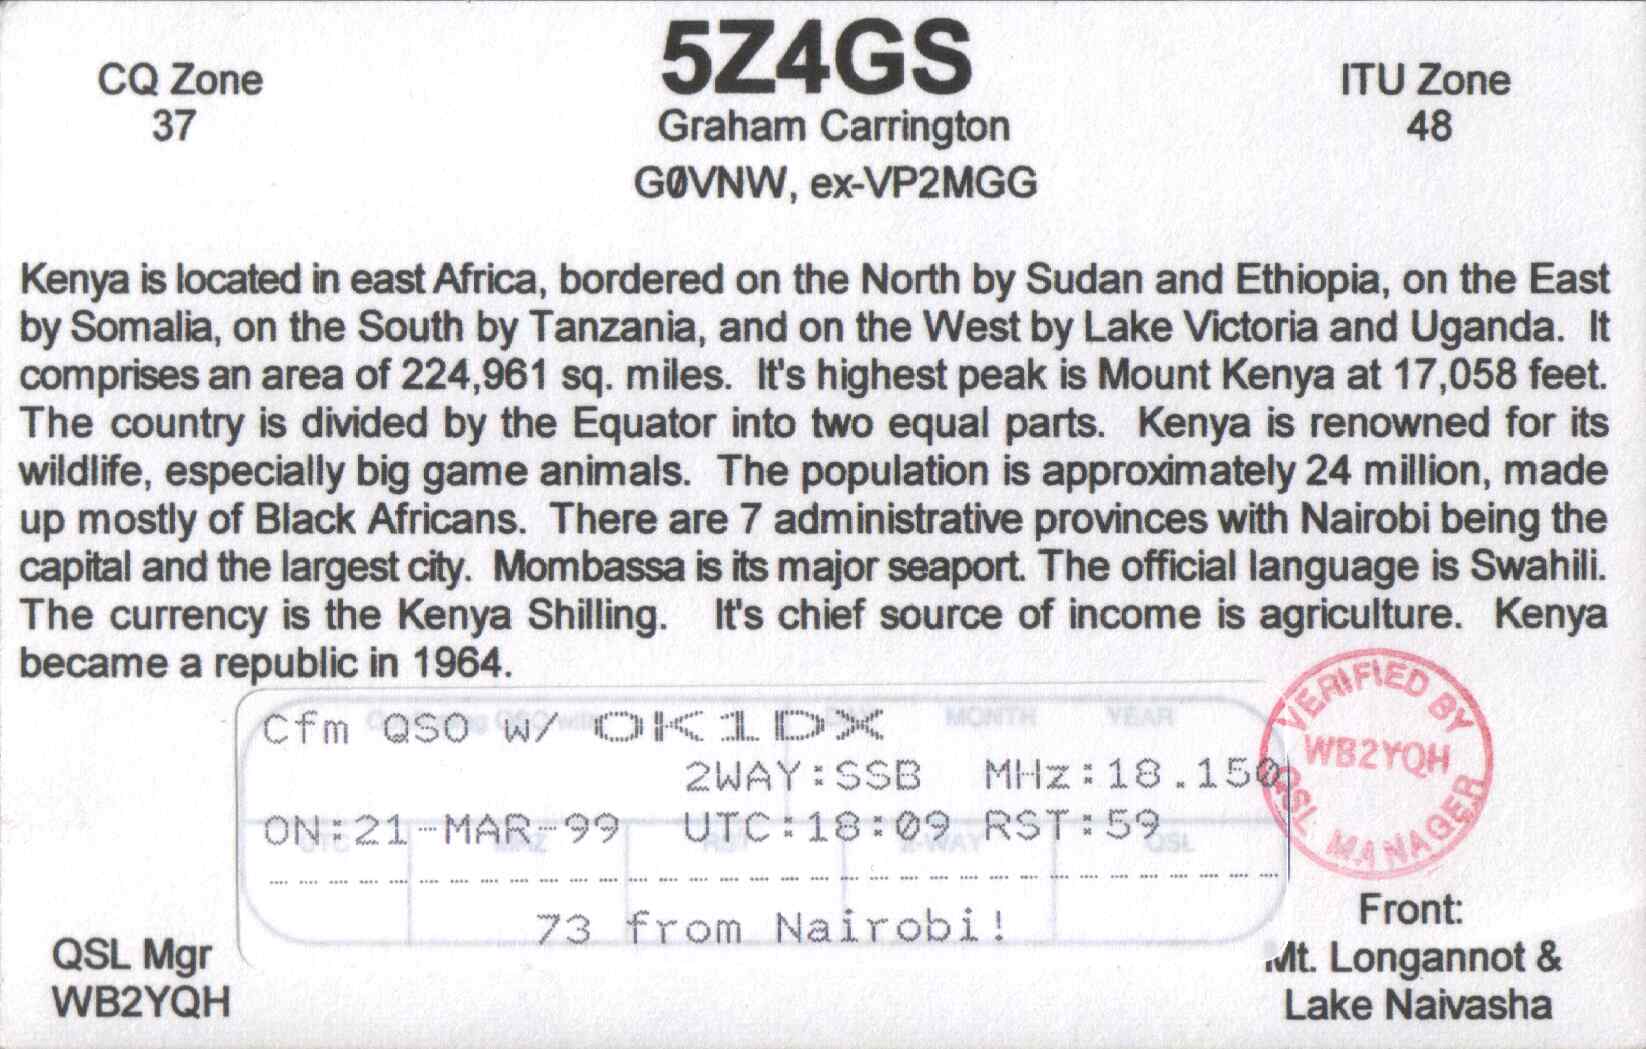 5Z4GS
CQ Zone
37
Graham Carrington
G0VNW, ex-VP2MGG
ITU Zone
48
Kenya is located in east Africa, bordered on the North by Sudan and Ethiopia, on the East
by Somalia, on the South by Tanzania, and on the West by Lake Victoria and Uganda. It
comprises an area of 224,961 sq. miles. It's highest peak is Mount Kenya at 17,058 feet.
The country is divided by the Equator into two equal parts. Kenya is renowned for its
wildlife, especially big game animals. The population is approximately 24 million, made
up mostly of Black Africans. There are 7 administrative provinces with Nairobi being the
capital and the largest city. Mombassa is its major seaport. The official language is Swahili.
The currency is the Kenya Shilling. It's chief source of income is agriculture. Kenya
became a republic in 1964.
Cfm QSO w/ OK1DX
2WAY:SSB MHz:18.150
ON:21-MAR-99 UTC:18:09 RST:59
73 from Nairobi!
MONTH YEAR
UTC MHZ RST 2-WAY QSL
VERIFIED BY
WB2YQH
QSL MANAGER
QSL Mgr
WB2YQH
Front:
Mt. Longannot &
Lake Naivasha